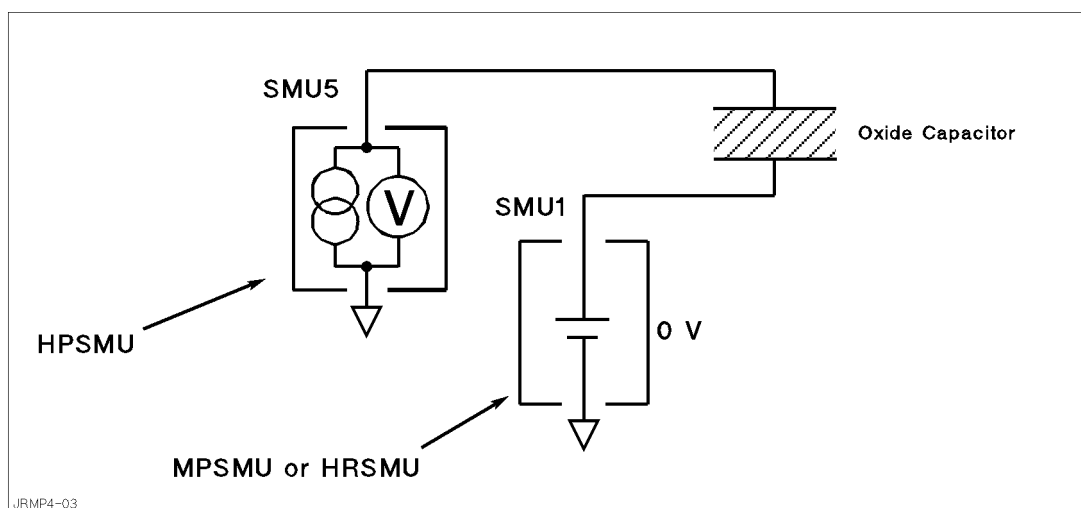 SMU5
Oxide Capacitor
V
SMU1
0 V
HPSMU
MPSMU or HRSMU
JRMP4-03